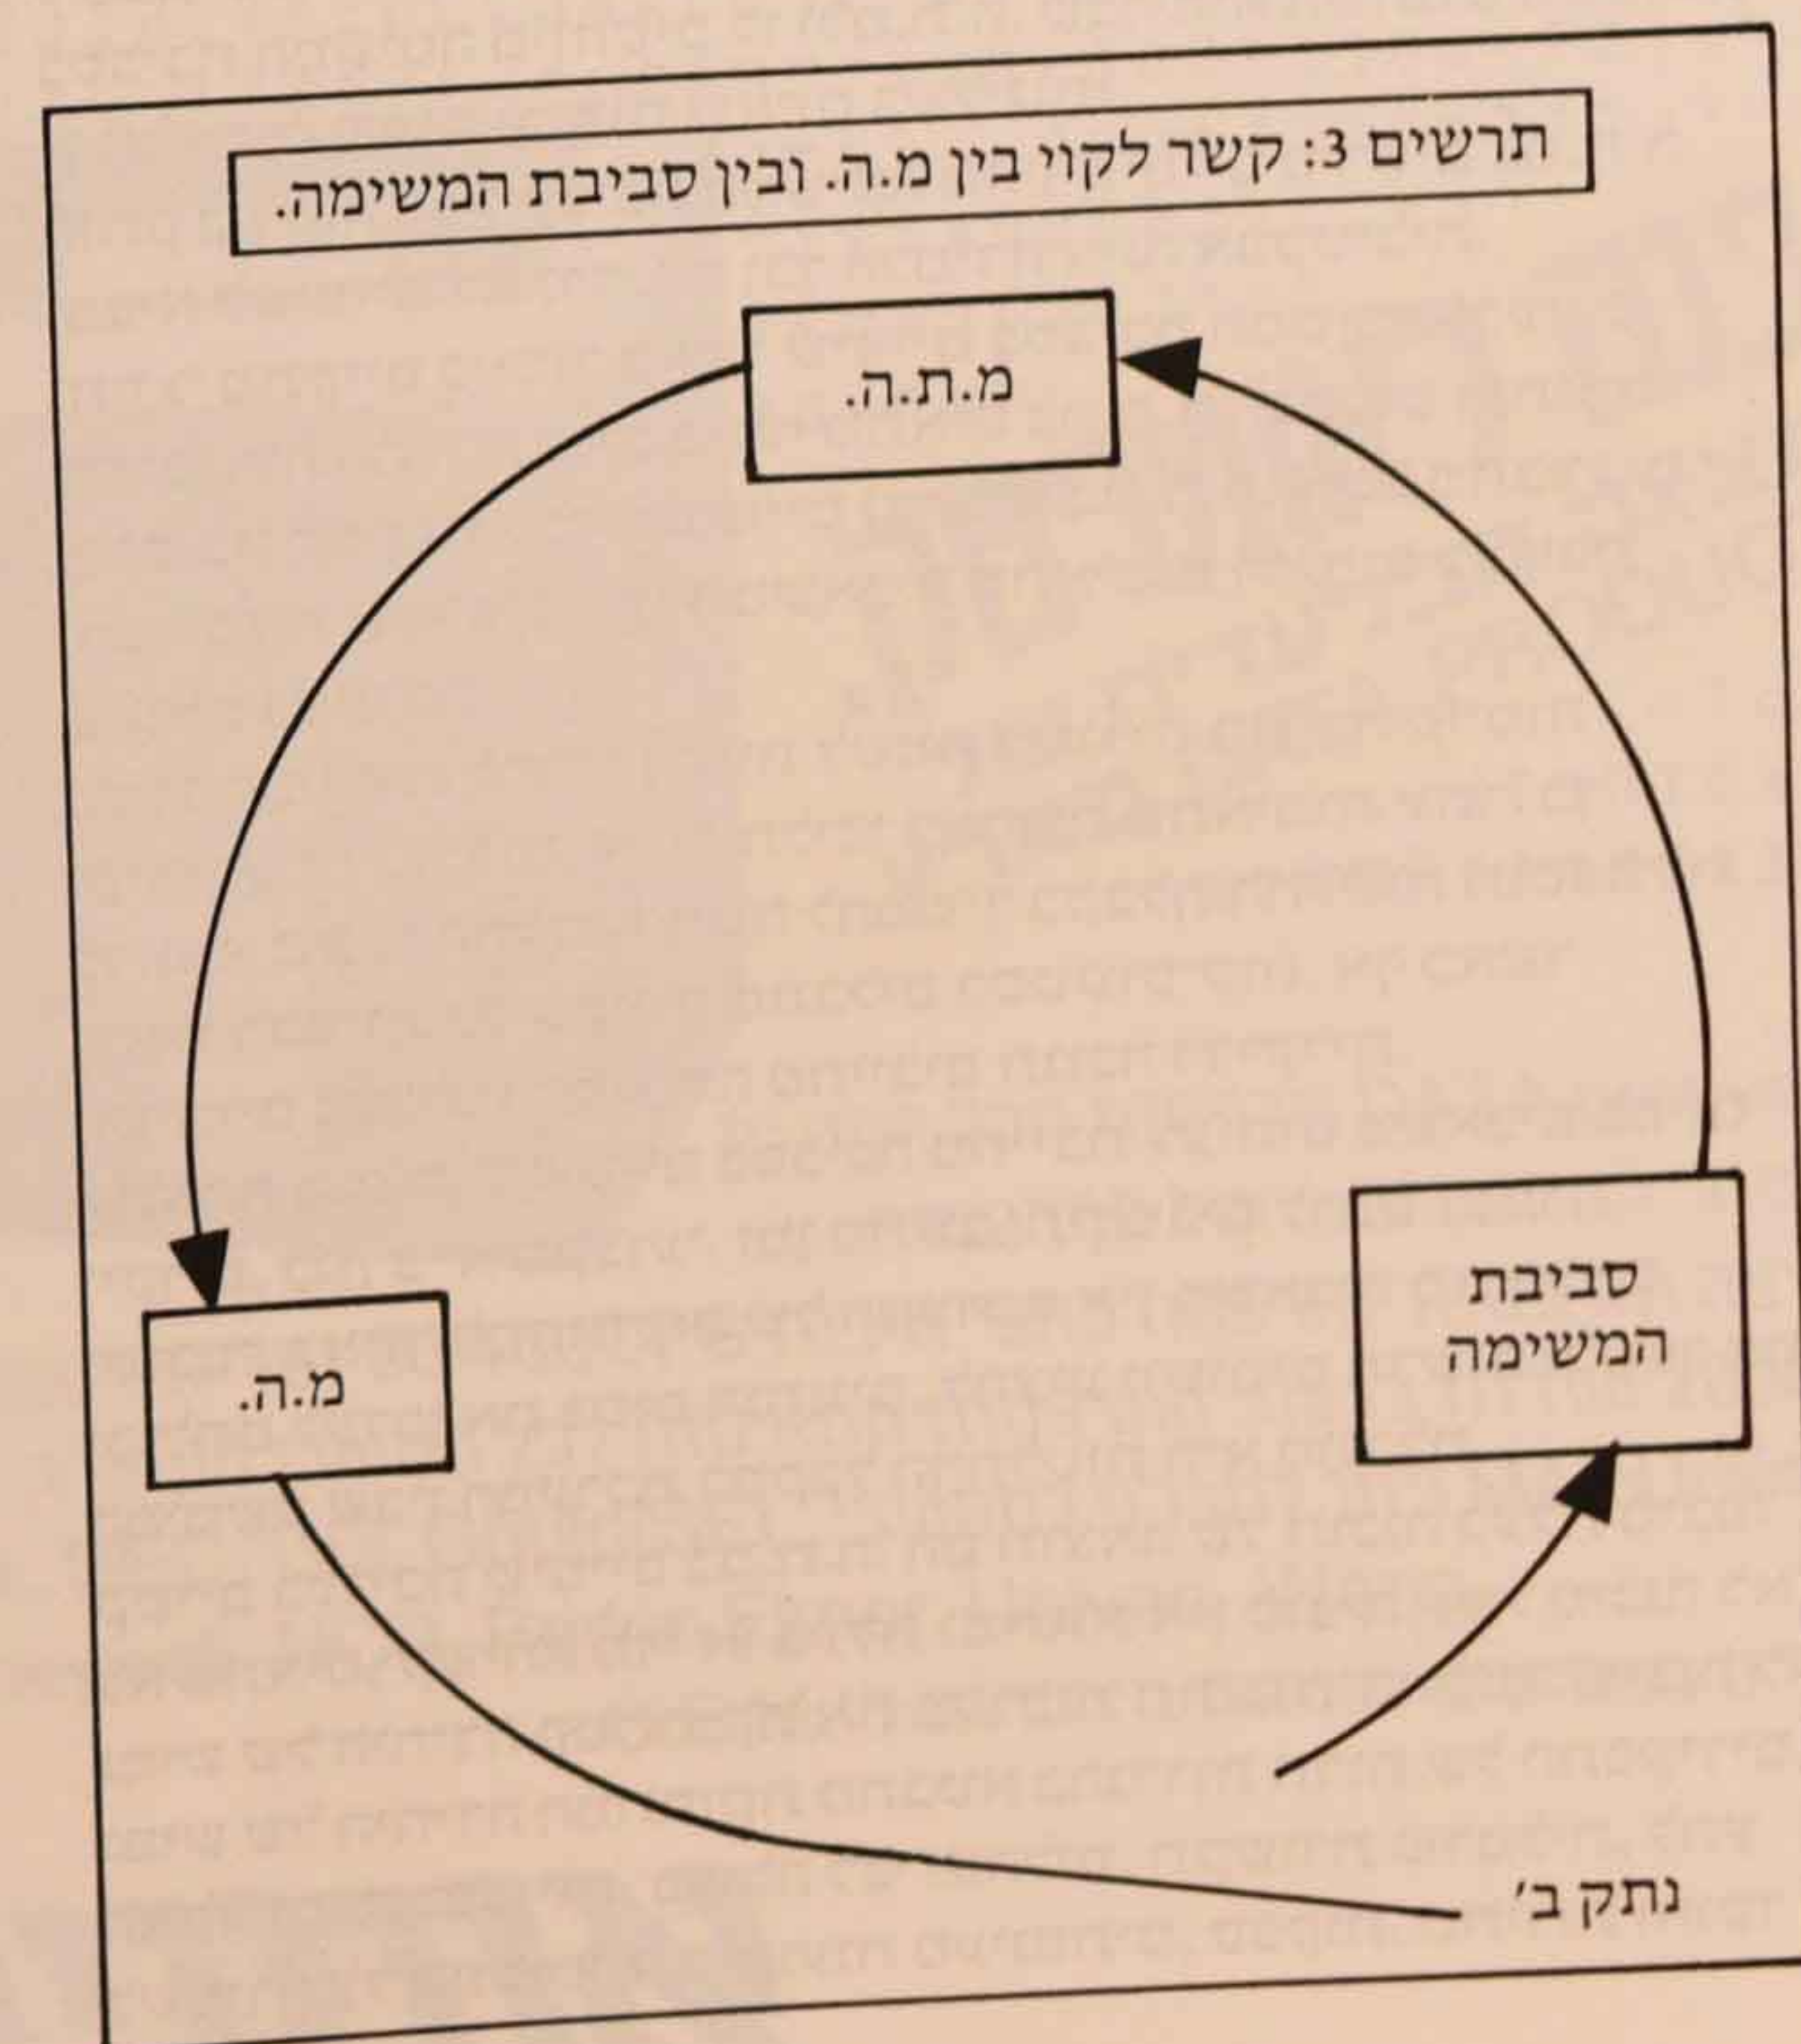 תרשים 3: קשר לקוי בין מ.ה. ובין סביבת המשימה.
מ.ת.ה.
סביבת
המשימה
מ.ה.
נתק ב'